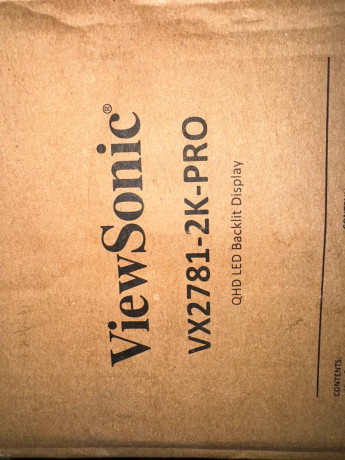 ViewSonic®
VX2781-2K-PRO
QHD LED Backlit Display
CONTENTS: